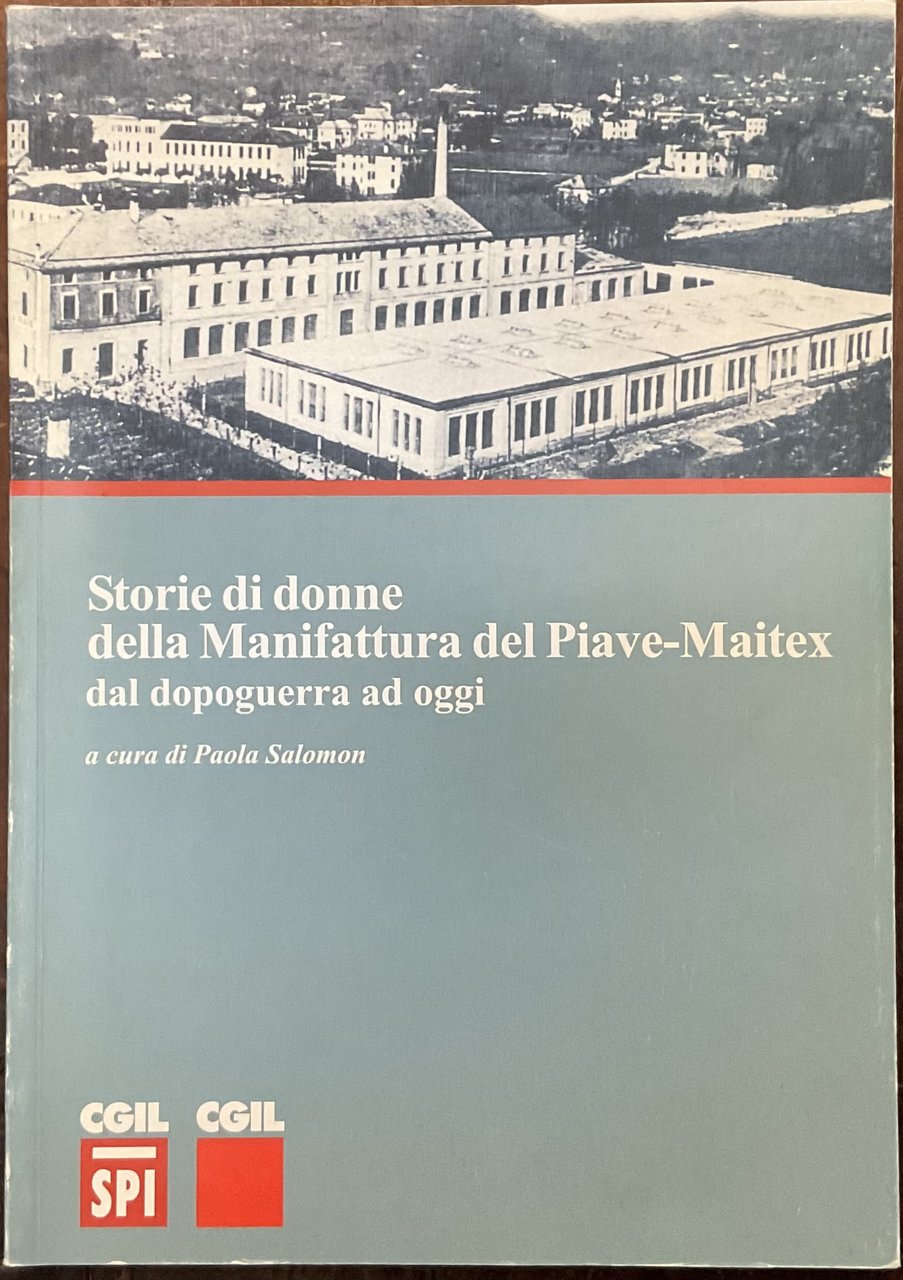 Storie di donne
della Manifattura del Piave-Maitex
dal dopoguerra ad oggi
a cura di Paola Salomon
CGIL CGIL
SPI